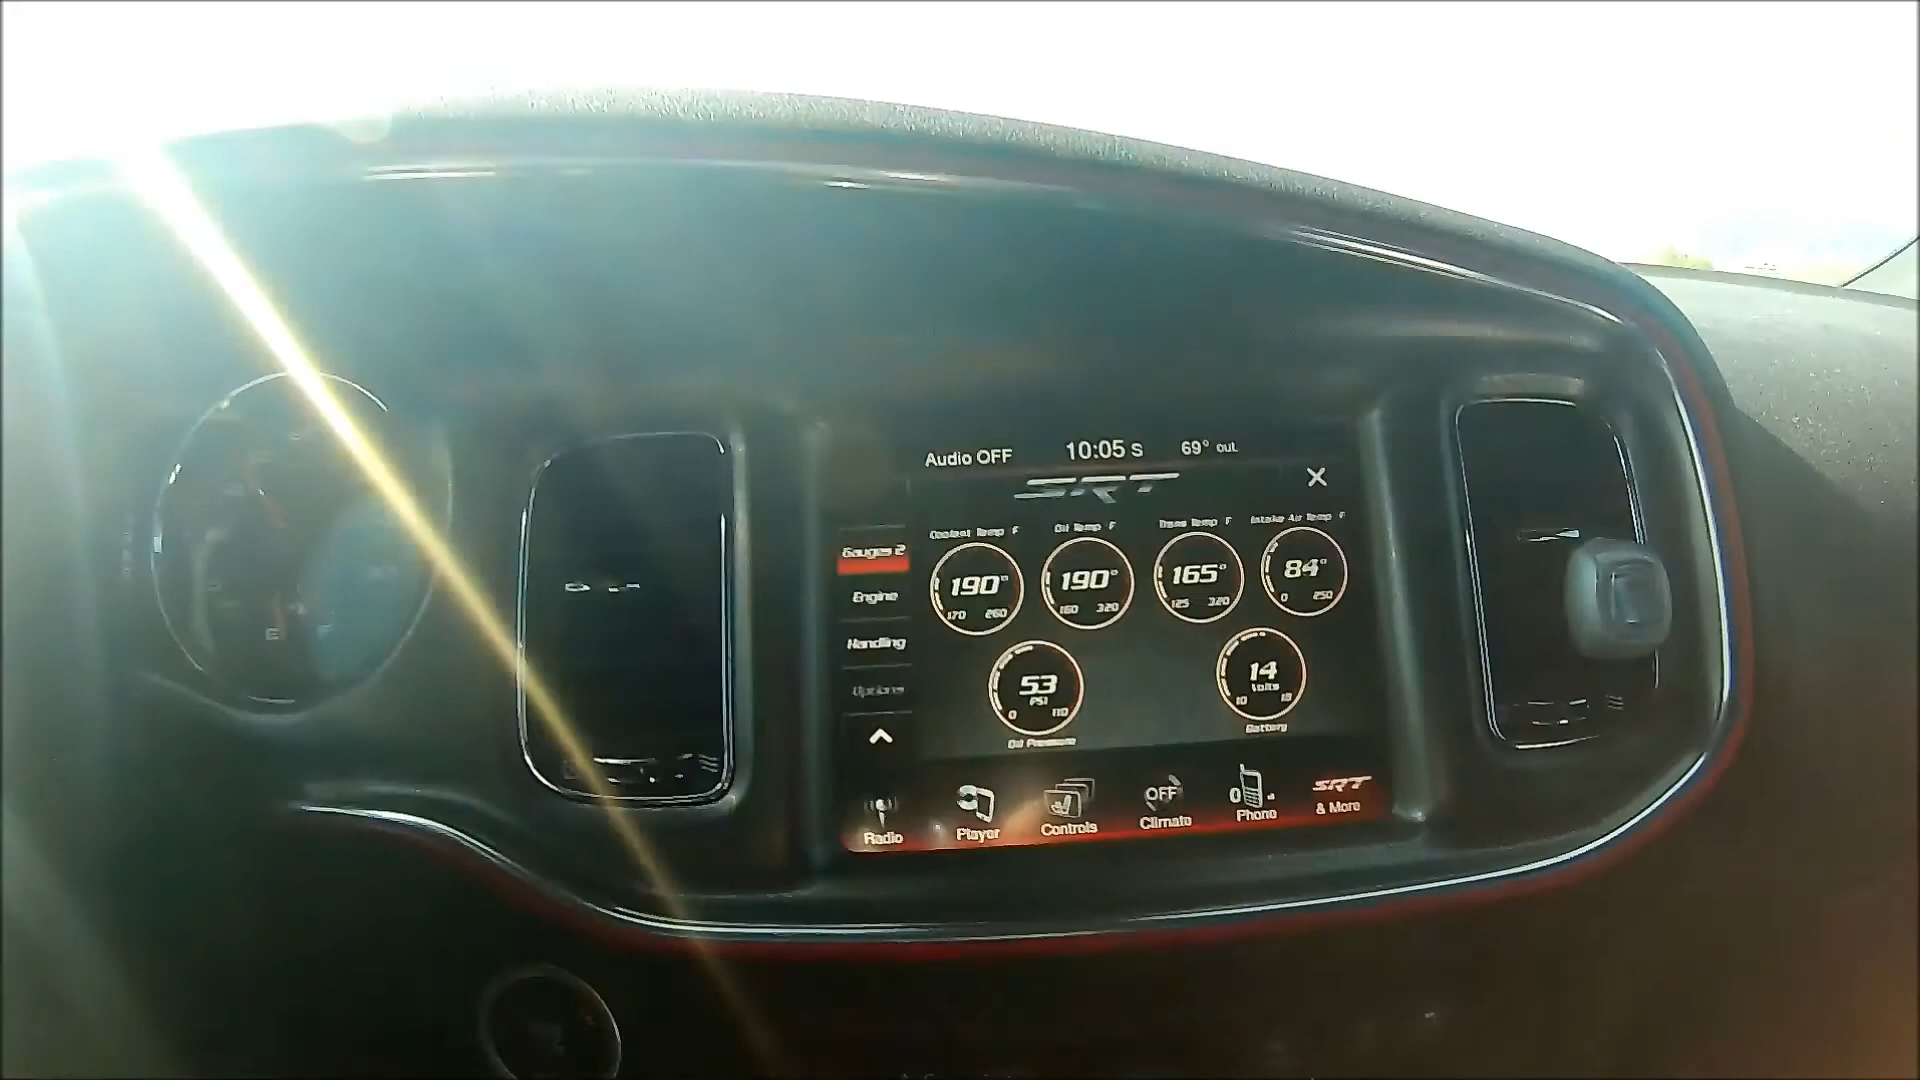 Audio OFF 10:05 S 69° out
SRT
Gauges 2
Engine
Handling
Options
Coolant Temp F
190°
170 260
Oil Temp F
190°
160 320
Trans Temp F
165°
125 320
Intake Air Temp F
84°
0 250
53
PSI
0 110
Oil Pressure
14
Volts
10 18
Battery
Radio
Player
Controls
OFF
Climate
0
Phone
SRT
& More
E